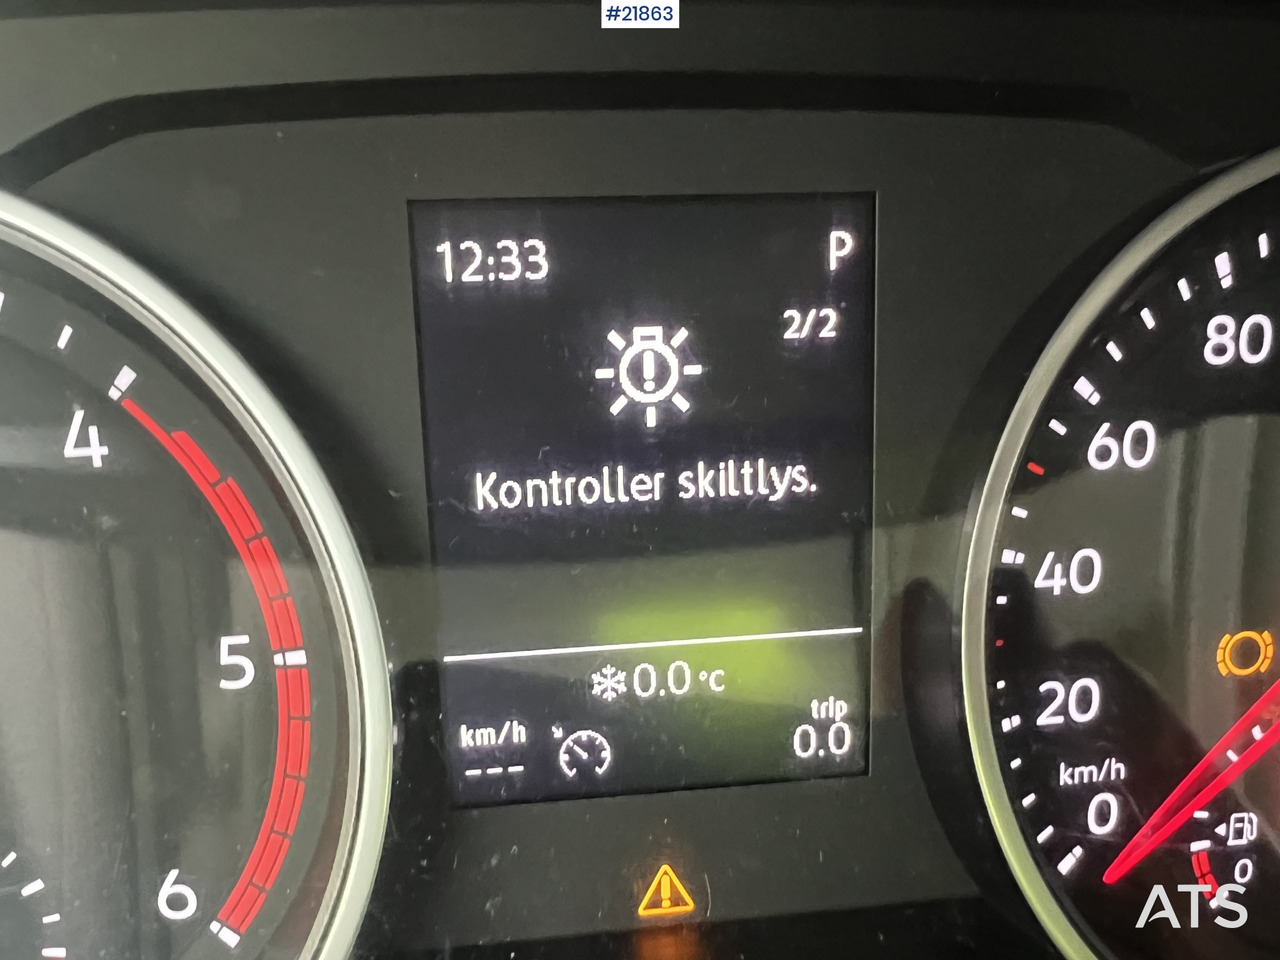 #21863
12:33 P
2/2
Kontroller skiltlys.
0.0 °C
trip
km/h 0.0
---
4
5
6
80
60
40
20
km/h
0
0
ATS